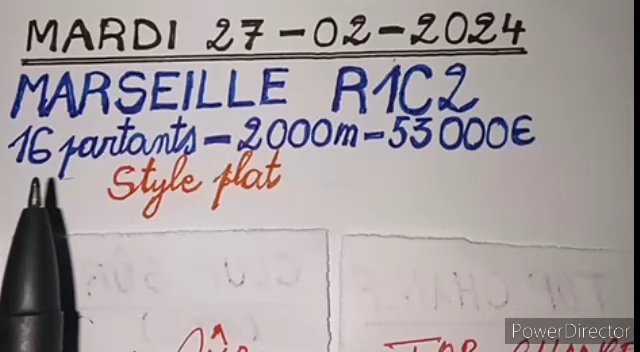 MARDI 27-02-2024
MARSEILLE R1C2
16 partants-2000m-53000€
Style plat
PowerDirector